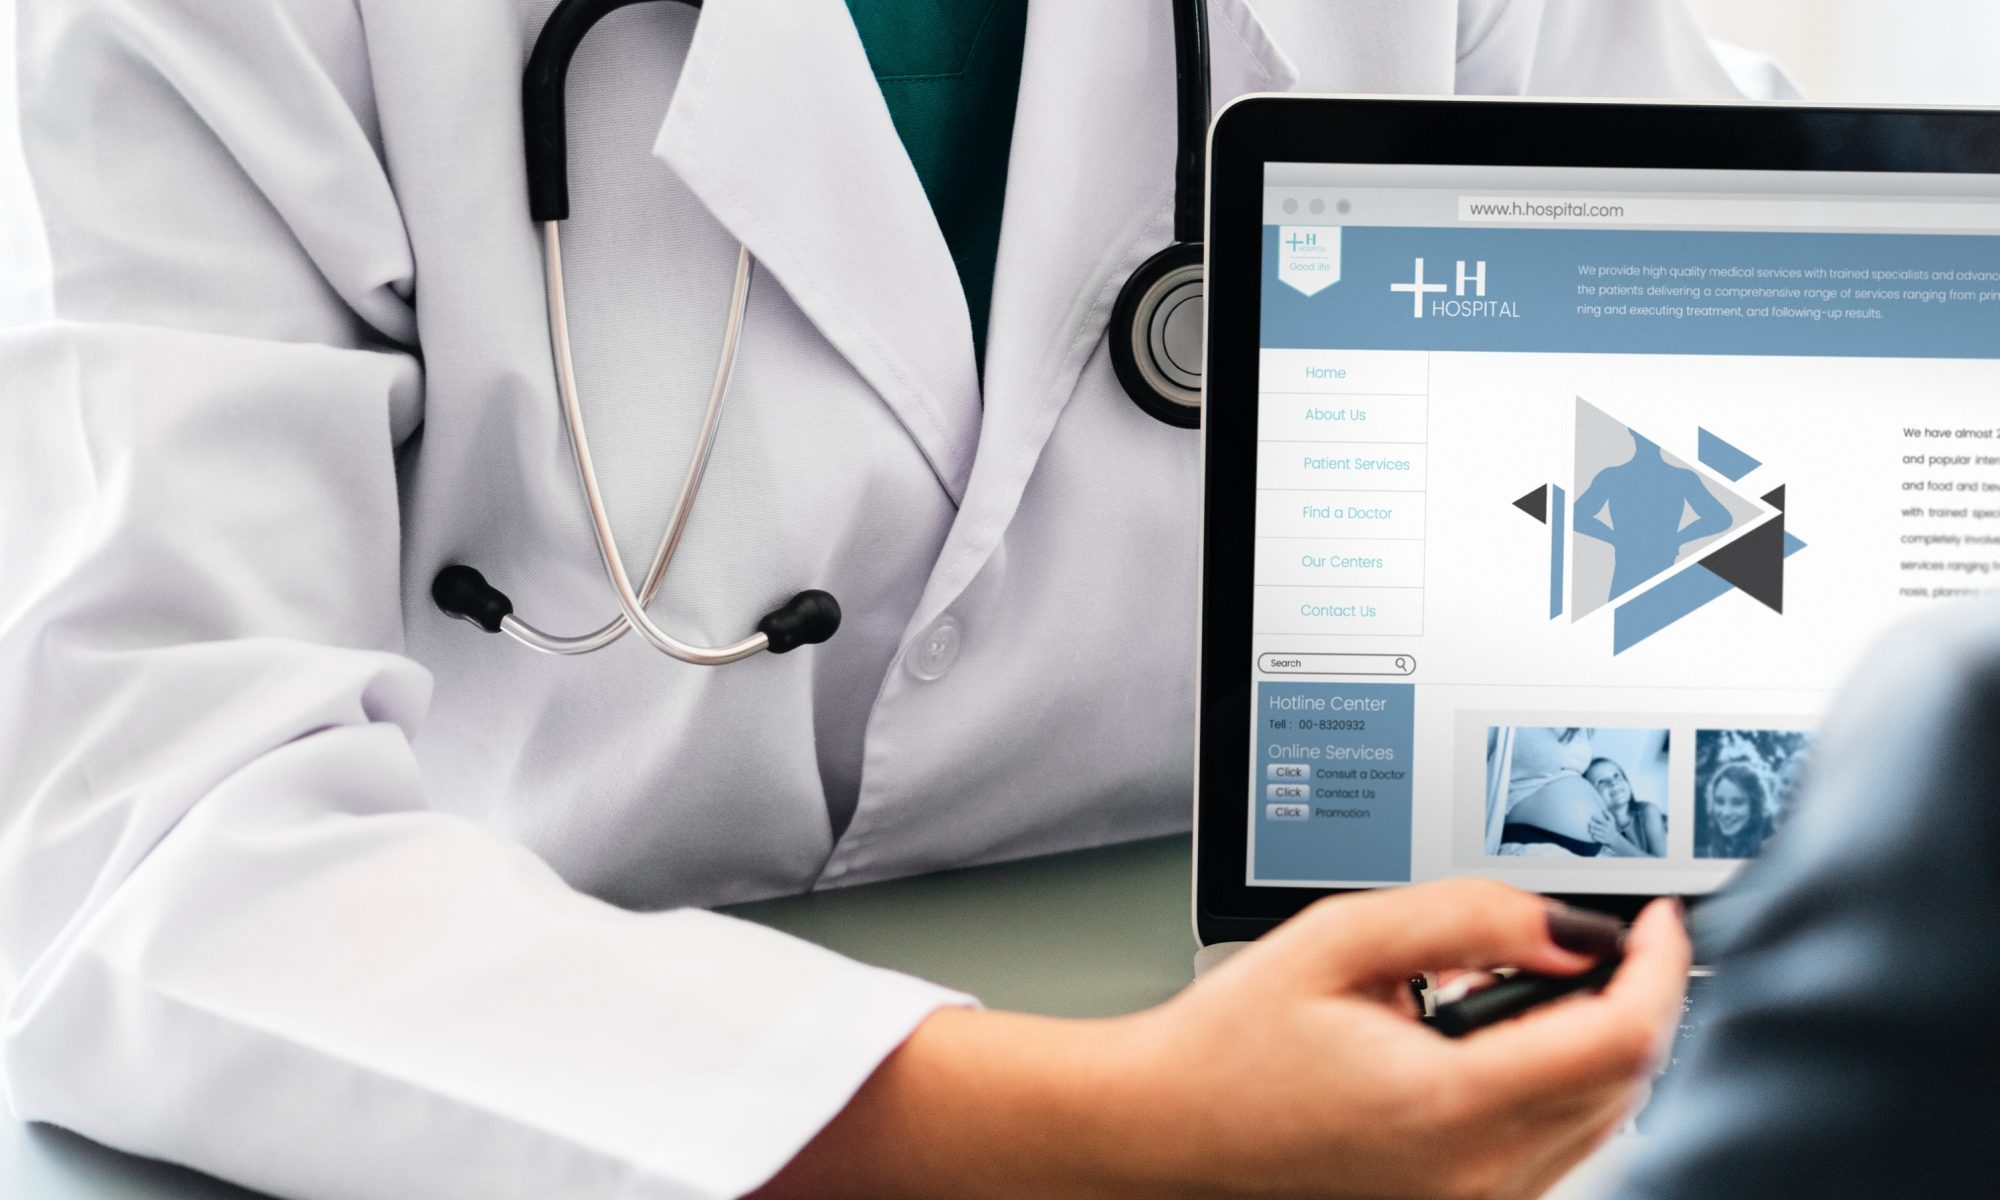 www.h.hospital.com
H
HOSPITAL
Good life
H
HOSPITAL
We provide high quality medical services with trained specialists and
the patients delivering a comprehensive range of services ranging from
ning and executing treatment, and following-up results.
Home
About Us
Patient Services
Find a Doctor
Our Centers
Contact Us
Search
We have almost
and popular
and food and
with trained
completely
services ranging
nosis, planning
Hotline Center
Tell : 00-8320932
Online Services
Click Consult a Doctor
Click Contact Us
Click Promotion